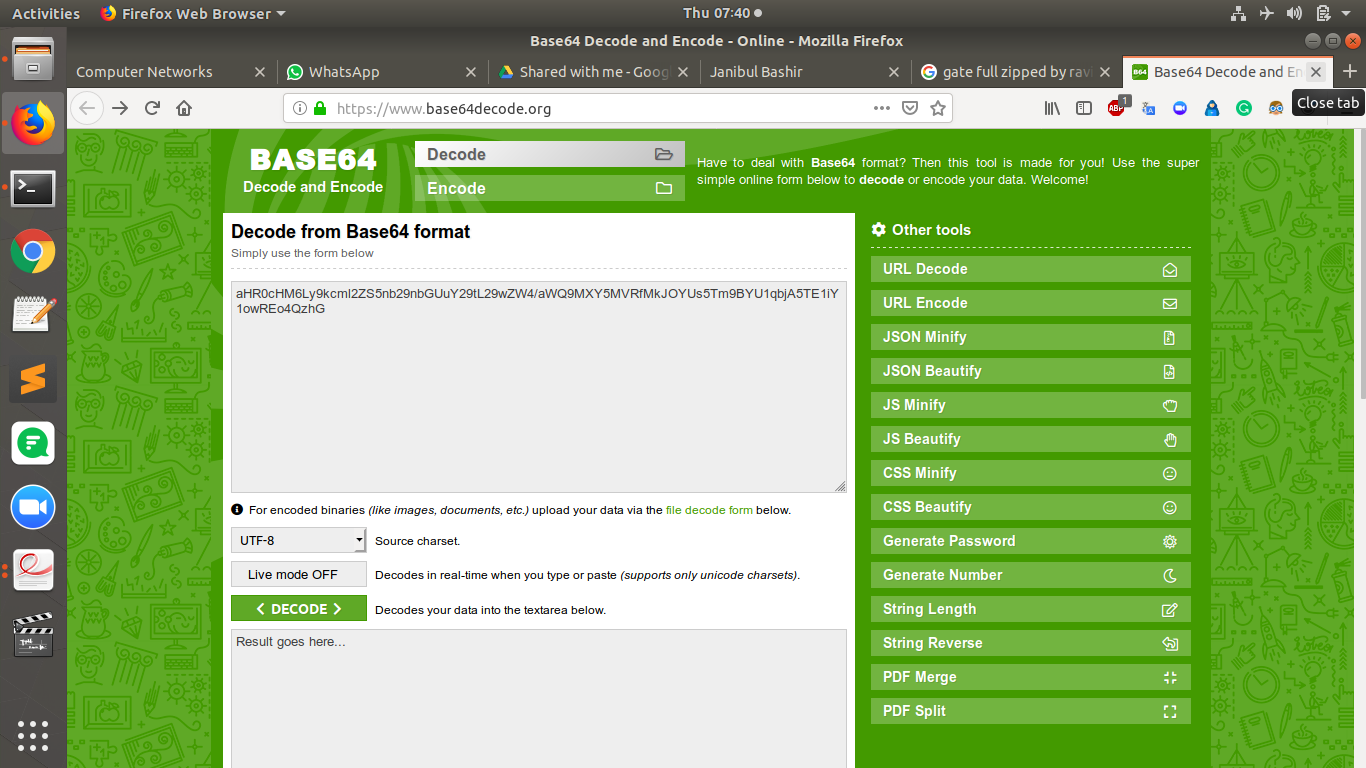 Activities
Firefox Web Browser
Thu 07:40
Base64 Decode and Encode - Online - Mozilla Firefox
Computer Networks
WhatsApp
Shared with me - Goog
Janibul Bashir
gate full zipped by rav
Base64 Decode and En
https://www.base64decode.org
1
Close tab
BASE64
Decode and Encode
Decode
Encode
Have to deal with Base64 format? Then this tool is made for you! Use the super
simple online form below to decode or encode your data. Welcome!
Decode from Base64 format
Simply use the form below
aHR0cHM6Ly9kcml2ZS5nb29nbGUuY29tL29wZW4/aWQ9MXY5MVRfMkJOYUs5Tm9BYU1qbjA5TE1iY
1owREo4QzhG
For encoded binaries (like images, documents, etc.) upload your data via the file decode form below.
UTF-8
Source charset.
Live mode OFF
Decodes in real-time when you type or paste (supports only unicode charsets).
DECODE
Decodes your data into the textarea below.
Result goes here...
Other tools
URL Decode
URL Encode
JSON Minify
JSON Beautify
JS Minify
JS Beautify
CSS Minify
CSS Beautify
Generate Password
Generate Number
String Length
String Reverse
PDF Merge
PDF Split